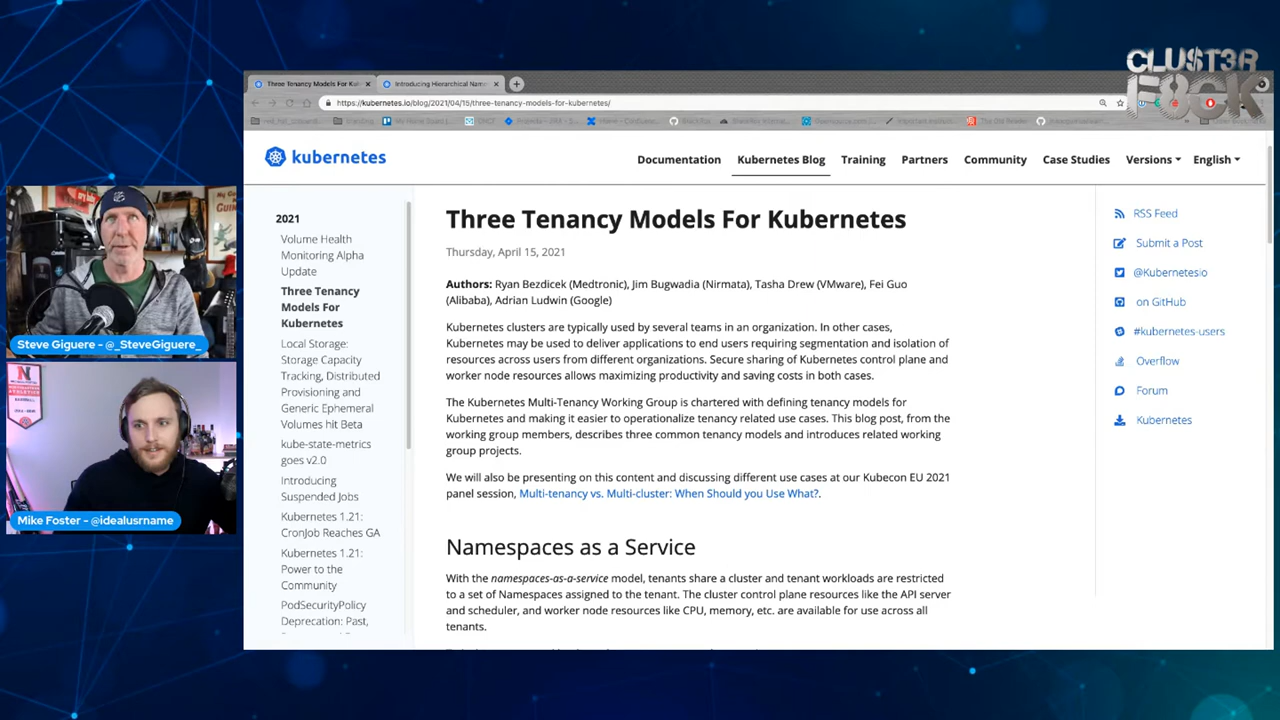 CLU$T3R
F8CK
Three Tenancy Models For Kub
Introducing Hierarchical Name
https://kubernetes.io/blog/2021/04/15/three-tenancy-models-for-kubernetes/
kubernetes
Documentation
Kubernetes Blog
Training
Partners
Community
Case Studies
Versions
English
2021
Volume Health
Monitoring Alpha
Update
Three Tenancy
Models For
Kubernetes
Local Storage:
Storage Capacity
Tracking, Distributed
Provisioning and
Generic Ephemeral
Volumes hit Beta
kube-state-metrics
goes v2.0
Introducing
Suspended Jobs
Kubernetes 1.21:
CronJob Reaches GA
Kubernetes 1.21:
Power to the
Community
PodSecurityPolicy
Deprecation: Past,
Three Tenancy Models For Kubernetes
Thursday, April 15, 2021
Authors: Ryan Bezdicek (Medtronic), Jim Bugwadia (Nirmata), Tasha Drew (VMware), Fei Guo
(Alibaba), Adrian Ludwin (Google)
Kubernetes clusters are typically used by several teams in an organization. In other cases,
Kubernetes may be used to deliver applications to end users requiring segmentation and isolation of
resources across users from different organizations. Secure sharing of Kubernetes control plane and
worker node resources allows maximizing productivity and saving costs in both cases.
The Kubernetes Multi-Tenancy Working Group is chartered with defining tenancy models for
Kubernetes and making it easier to operationalize tenancy related use cases. This blog post, from the
working group members, describes three common tenancy models and introduces related working
group projects.
We will also be presenting on this content and discussing different use cases at our Kubecon EU 2021
panel session, Multi-tenancy vs. Multi-cluster: When Should you Use What?.
Namespaces as a Service
With the namespaces-as-a-service model, tenants share a cluster and tenant workloads are restricted
to a set of Namespaces assigned to the tenant. The cluster control plane resources like the API server
and scheduler, and worker node resources like CPU, memory, etc. are available for use across all
tenants.
RSS Feed
Submit a Post
@Kubernetesio
on GitHub
#kubernetes-users
Overflow
Forum
Kubernetes
Steve Giguere - @_SteveGiguere_
Mike Foster - @idealusrname